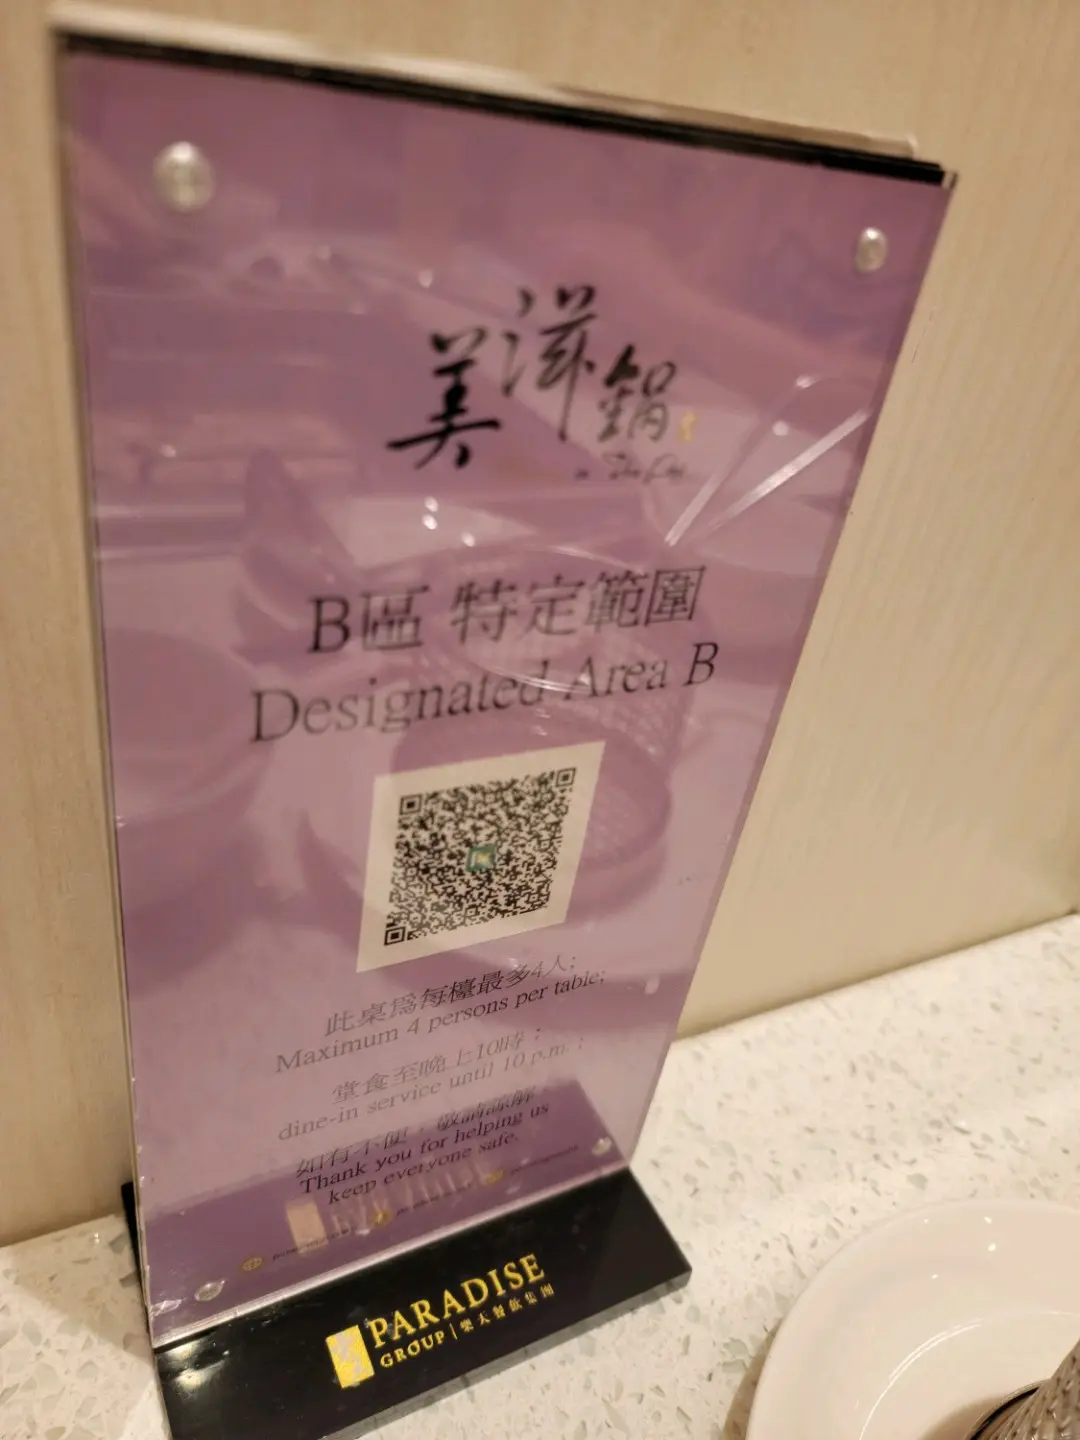 美滋鍋
B區 特定範圍
Designated Area B
此桌為每檯最多4人;
Maximum 4 persons per table;
堂食至晚上10時;
dine-in service until 10 p.m. ;
如有不便,敬請諒解。
Thank you for helping us
keep everyone safe.
PARADISE
GROUP | 樂天餐飲集團